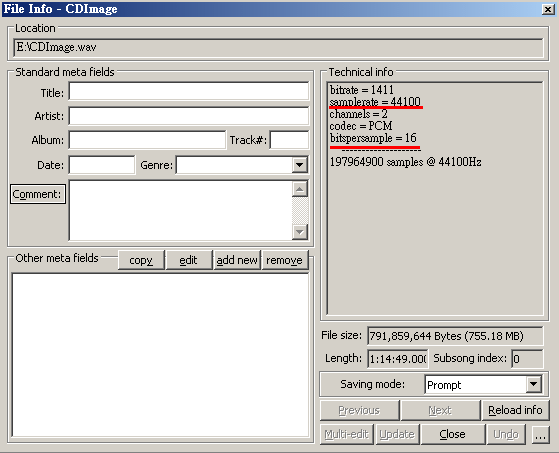 File Info - CDImage
Location
E:\CDImage.wav
Standard meta fields
Title:
Artist:
Album:
Track#:
Date:
Genre:
Comment:
Other meta fields
copy
edit
add new
remove
Technical info
bitrate = 1411
samplerate = 44100
channels = 2
codec = PCM
bitspersample = 16
--------------------
197964900 samples @ 44100Hz
File size: 791,859,644 Bytes (755.18 MB)
Length: 1:14:49.000 Subsong index: 0
Saving mode: Prompt
Previous Next Reload info
Multi-edit Update Close Undo ...